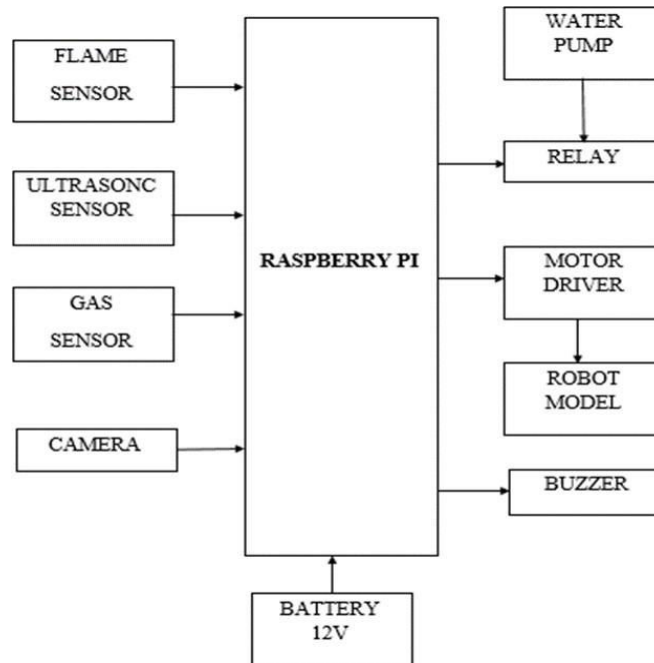 FLAME
SENSOR
ULTRASONC
SENSOR
GAS
SENSOR
CAMERA
RASPBERRY PI
BATTERY
12V
WATER
PUMP
RELAY
MOTOR
DRIVER
ROBOT
MODEL
BUZZER